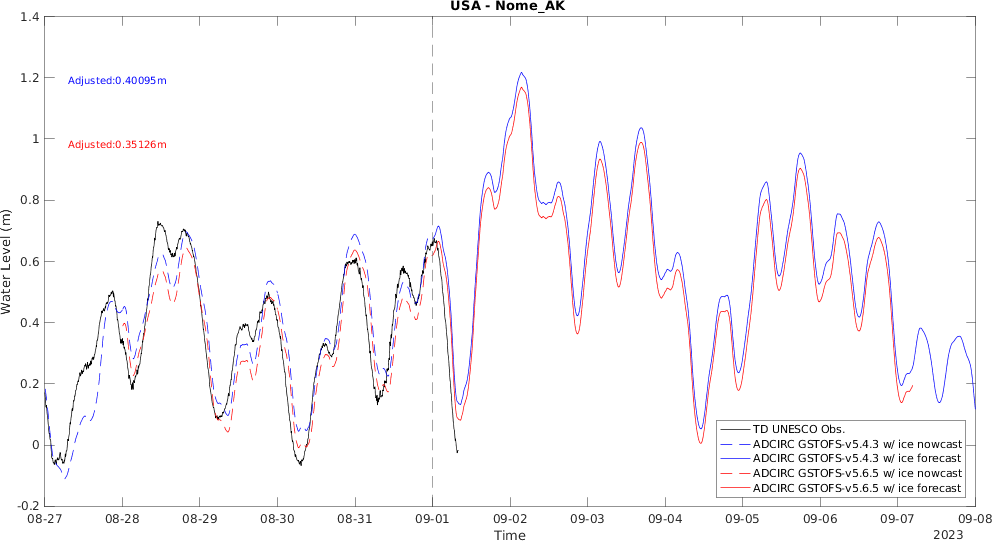 USA - Nome_AK
1.4
1.2
1
0.8
0.6
0.4
0.2
0
-0.2
Water Level (m)
Adjusted:0.40095m
Adjusted:0.35126m
TD UNESCO Obs.
ADCIRC GSTOFS-v5.4.3 w/ ice nowcast
ADCIRC GSTOFS-v5.4.3 w/ ice forecast
ADCIRC GSTOFS-v5.6.5 w/ ice nowcast
ADCIRC GSTOFS-v5.6.5 w/ ice forecast
08-27 08-28 08-29 08-30 08-31 09-01 09-02 09-03 09-04 09-05 09-06 09-07 09-08
Time
2023